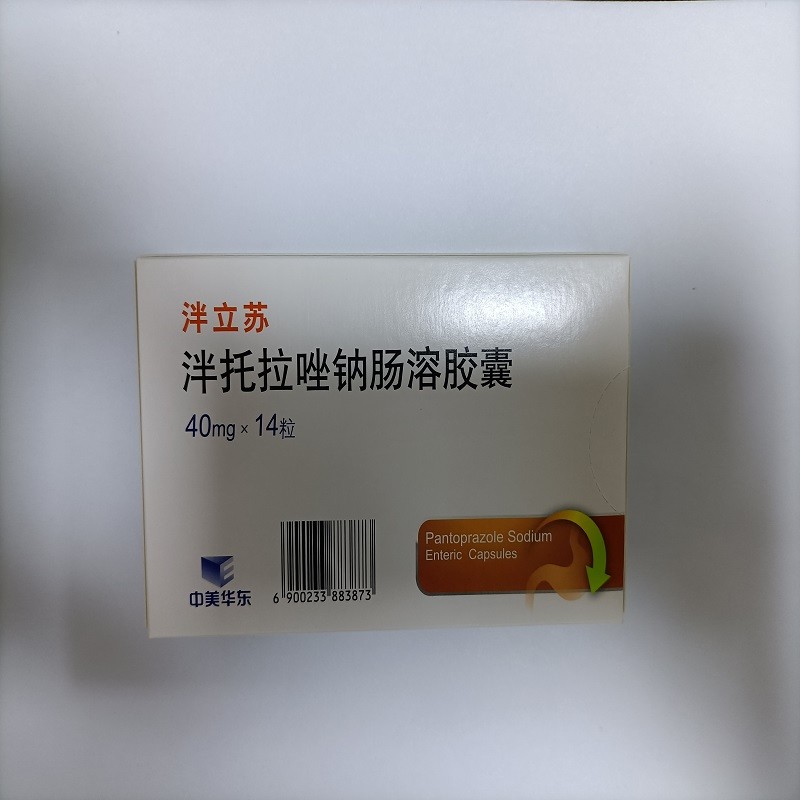 泮立苏
泮托拉唑钠肠溶胶囊
40mg × 14粒
Pantoprazole Sodium
Enteric Capsules
中美华东
6 900233 883873